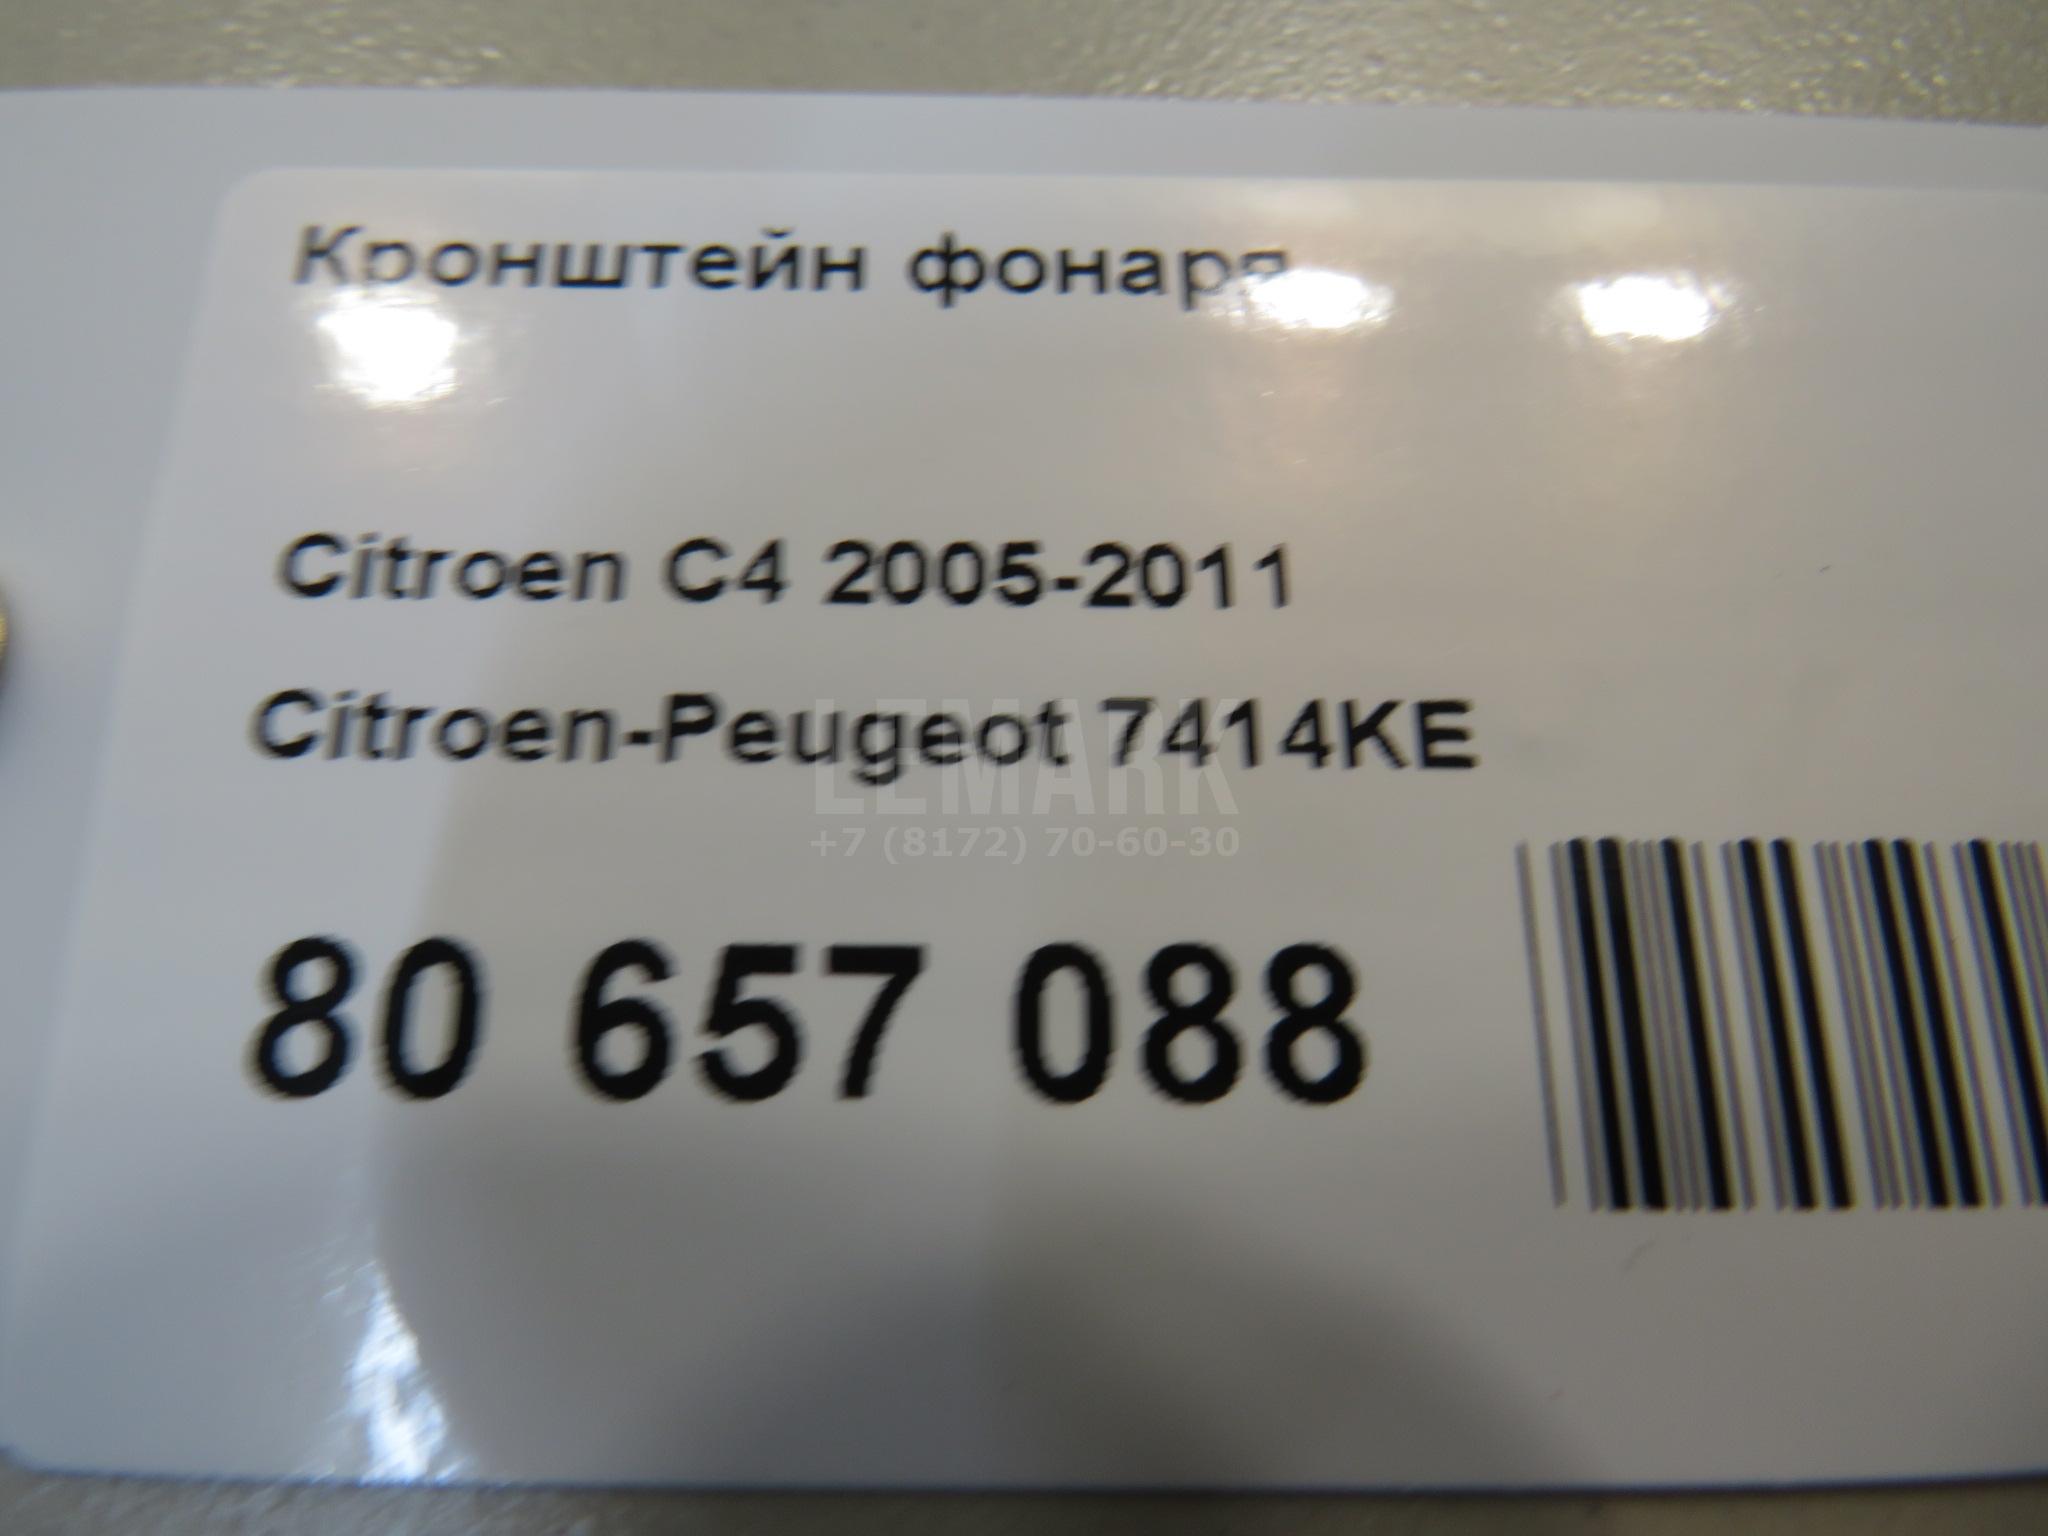 Кронштейн фонаря
Citroen C4 2005-2011
Citroen-Peugeot 7414KE
LEMARK
+7 (8172) 70-60-30
80 657 088